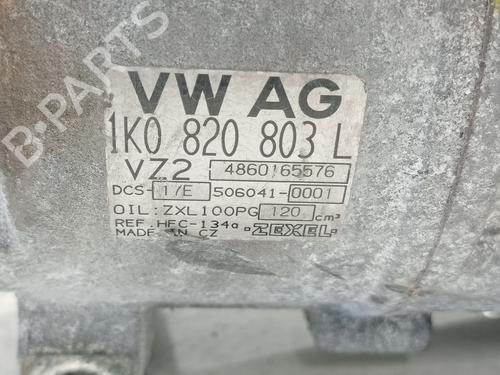 B-PARTS
VW AG
1K0 820 803 L
VZ2 4860165576
DCS-17E 506041-0001
OIL:ZXL100PG 120 cm³
REF. HFC-134a ZEXEL
MADE IN CZ